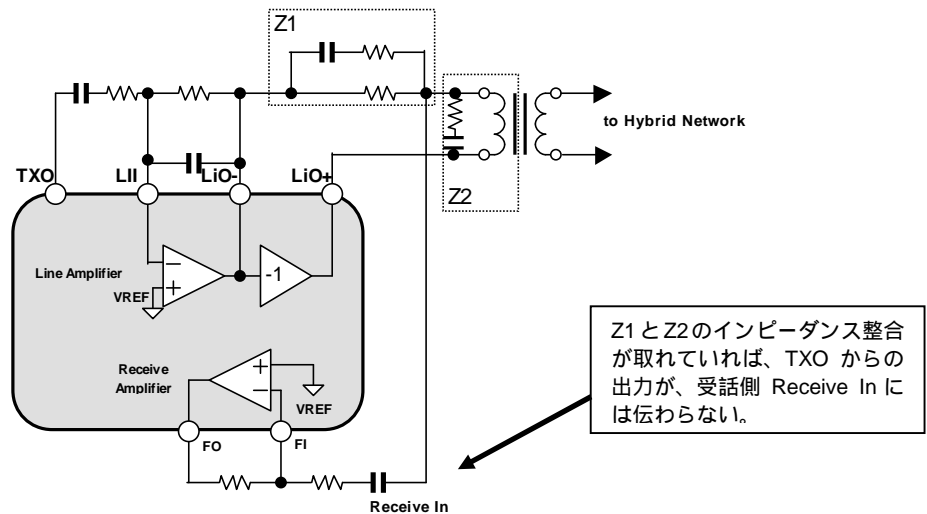 Z1
to Hybrid Network
Z2
TXO LII LiO- LiO+
Line Amplifier
VREF
-1
Receive
Amplifier
VREF
FO FI
Receive In
Z1 と Z2 のインピーダンス整合
が取れていれば、TXO からの
出力が、受話側 Receive In に
は伝わらない。